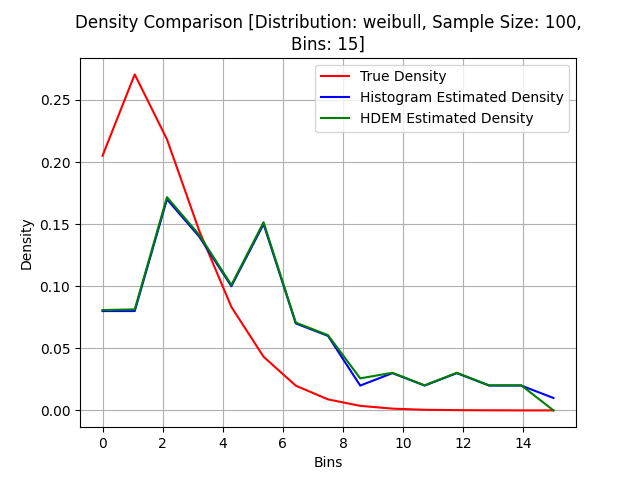 Density Comparison [Distribution: weibull, Sample Size: 100,
Bins: 15]
True Density
Histogram Estimated Density
HDEM Estimated Density
Density
0.25
0.20
0.15
0.10
0.05
0.00
0 2 4 6 8 10 12 14
Bins